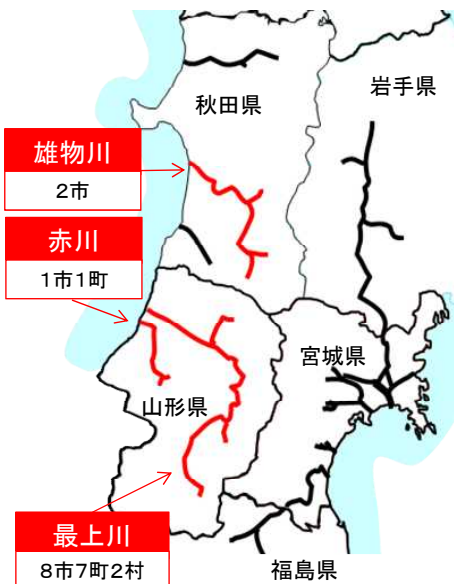 岩手県
秋田県
雄物川
2市
赤川
1市1町
宮城県
山形県
最上川
8市7町2村
福島県